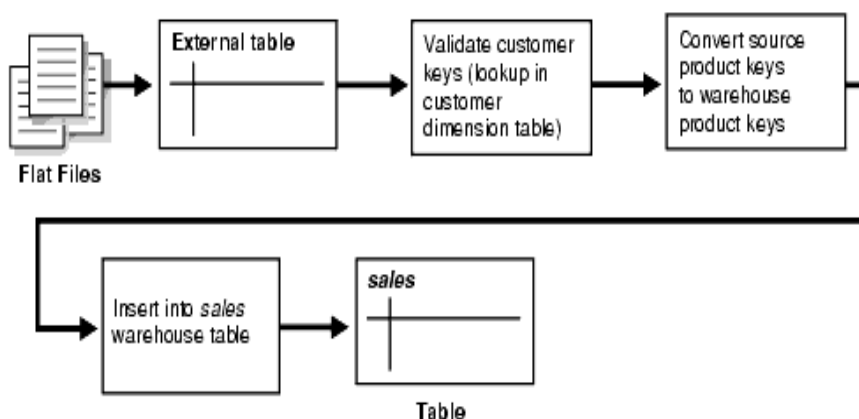 External table
Validate customer
keys (lookup in
customer
dimension table)
Convert source
product keys
to warehouse
product keys
Flat Files
Insert into sales
warehouse table
sales
Table